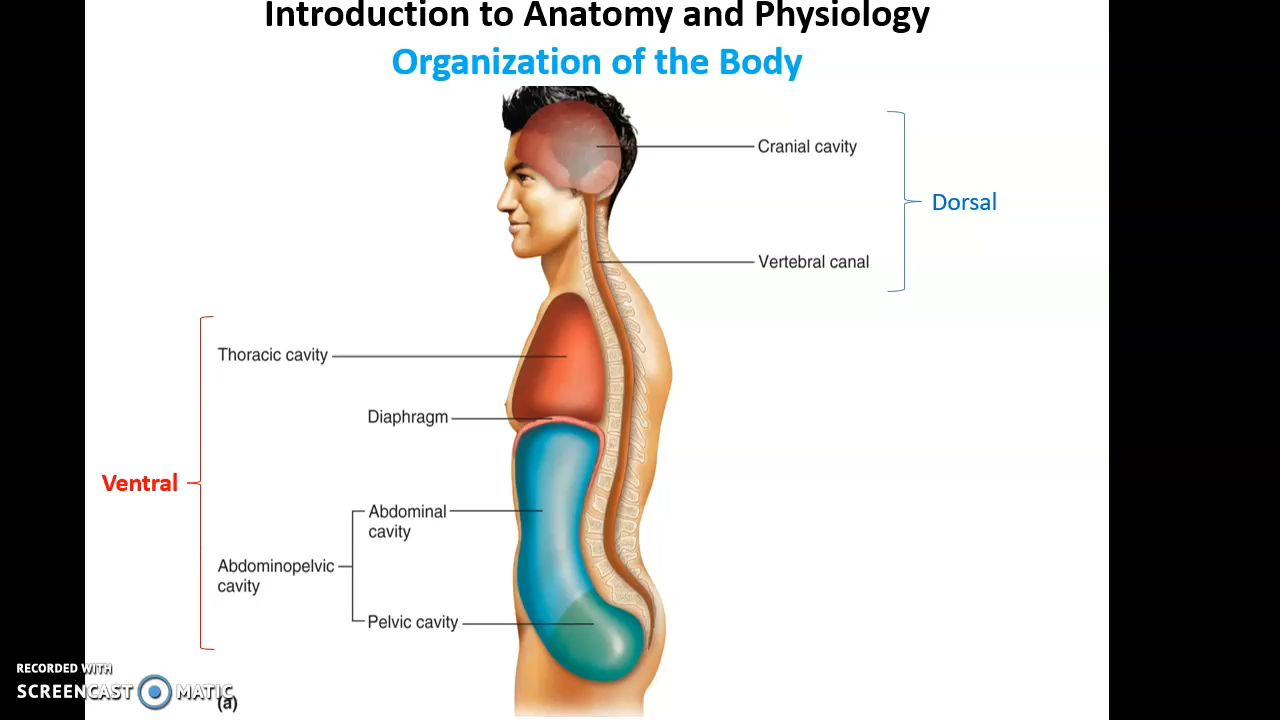 Introduction to Anatomy and Physiology
Organization of the Body
Cranial cavity
Dorsal
Vertebral canal
Thoracic cavity
Diaphragm
Ventral
Abdominal
cavity
Abdominopelvic
cavity
Pelvic cavity
RECORDED WITH
SCREENCAST MATIC
(a)